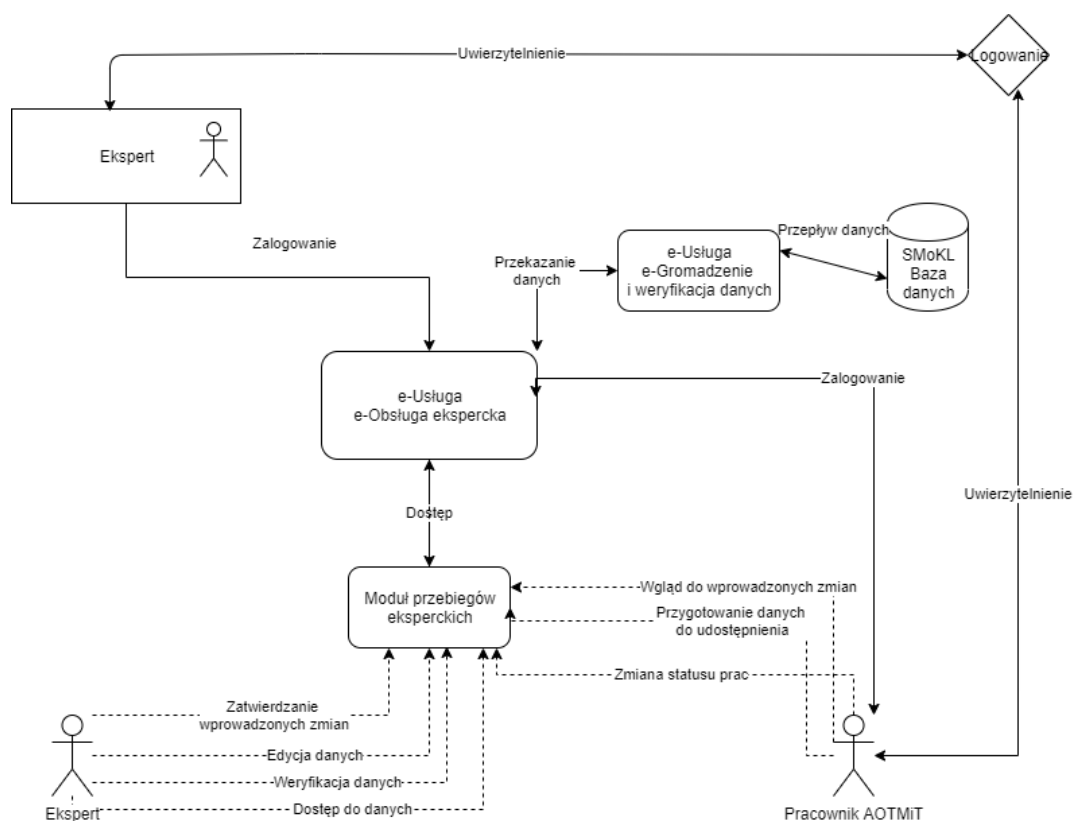 Uwierzytelnienie
Logowanie
Ekspert
Zalogowanie
Przepływ danych
e-Usługa
e-Gromadzenie
i weryfikacja danych
SMoKL
Baza
danych
Przekazanie
danych
Zalogowanie
e-Usługa
e-Obsługa ekspercka
Uwierzytelnienie
Dostęp
Moduł przebiegów
eksperckich
Wgląd do wprowadzonych zmian
Przygotowanie danych
do udostępnienia
Zmiana statusu prac
Zatwierdzanie
wprowadzonych zmian
Edycja danych
Weryfikacja danych
Dostęp do danych
Ekspert
Pracownik AOTMiT